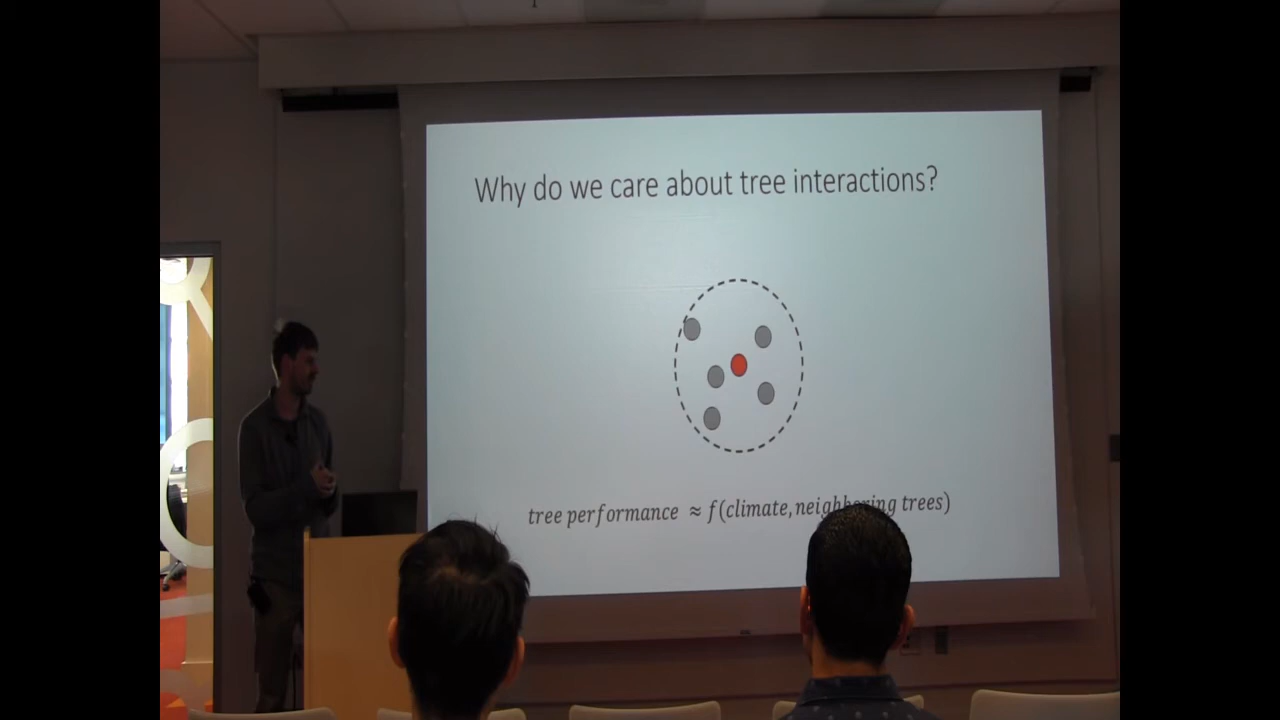 Why do we care about tree interactions?
tree performance ≈ f(climate, neighboring trees)